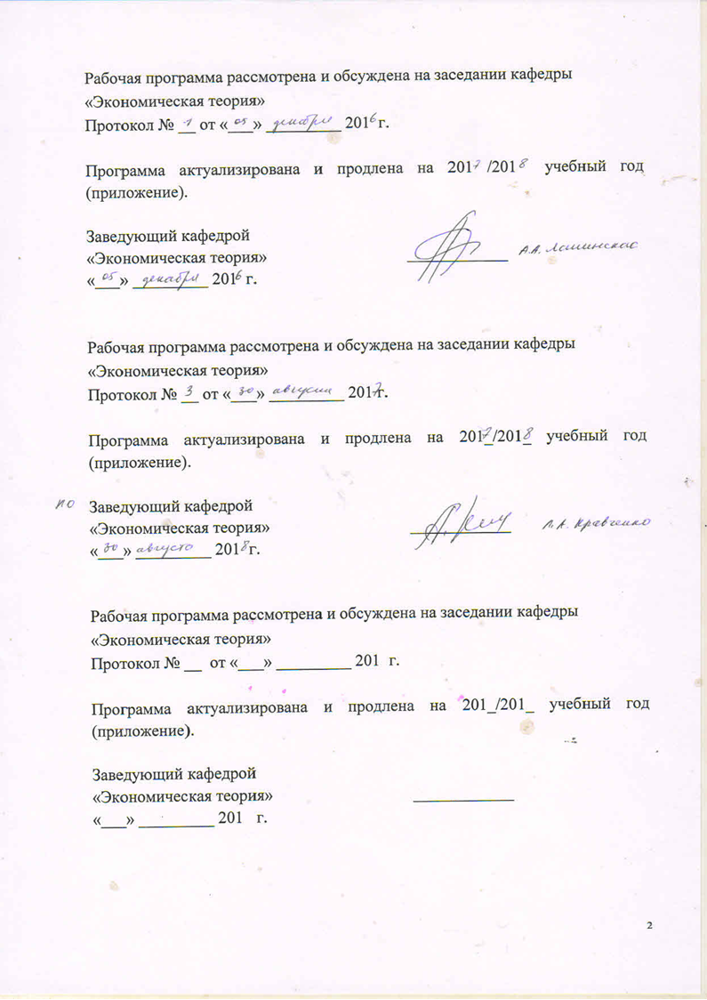 Рабочая программа рассмотрена и обсуждена на заседании кафедры
«Экономическая теория»
Протокол № 1 от «05» декабря 2016 г.
Программа актуализирована и продлена на 2017 /2018 учебный год
(приложение).
Заведующий кафедрой
«Экономическая теория» А.А.
«05» декабря 2016 г.
Рабочая программа рассмотрена и обсуждена на заседании кафедры
«Экономическая теория»
Протокол № 3 от «30» августа 2017г.
Программа актуализирована и продлена на 2017/2018 учебный год
(приложение).
ИО Заведующий кафедрой
«Экономическая теория» Л.А. Кравченко
«30» августа 2018г.
Рабочая программа рассмотрена и обсуждена на заседании кафедры
«Экономическая теория»
Протокол № __ от «___» _________ 201 г.
Программа актуализирована и продлена на 201_/201_ учебный год
(приложение).
Заведующий кафедрой
«Экономическая теория» ____________
«___» _________ 201 г.
2